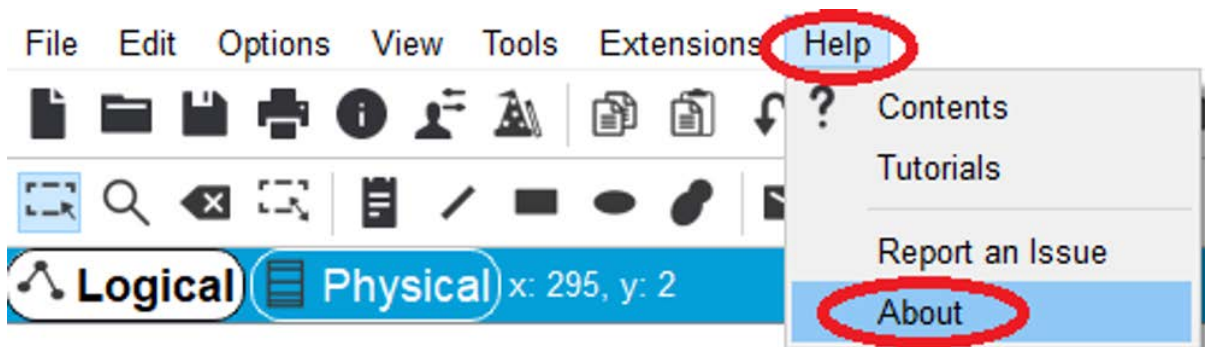 File Edit Options View Tools Extensions Help
? Contents
Tutorials
Report an Issue
About
Logical Physical x: 295, y: 2